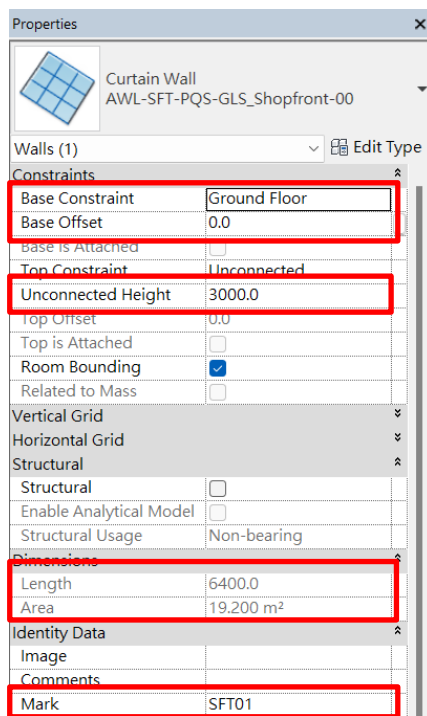 Properties
Curtain Wall
AWL-SFT-PQS-GLS_Shopfront-00
Walls (1) Edit Type
Constraints
Base Constraint Ground Floor
Base Offset 0.0
Base is Attached
Top Constraint Unconnected
Unconnected Height 3000.0
Top Offset 0.0
Top is Attached
Room Bounding
Related to Mass
Vertical Grid
Horizontal Grid
Structural
Structural
Enable Analytical Model
Structural Usage Non-bearing
Dimensions
Length 6400.0
Area 19.200 m²
Identity Data
Image
Comments
Mark SFT01